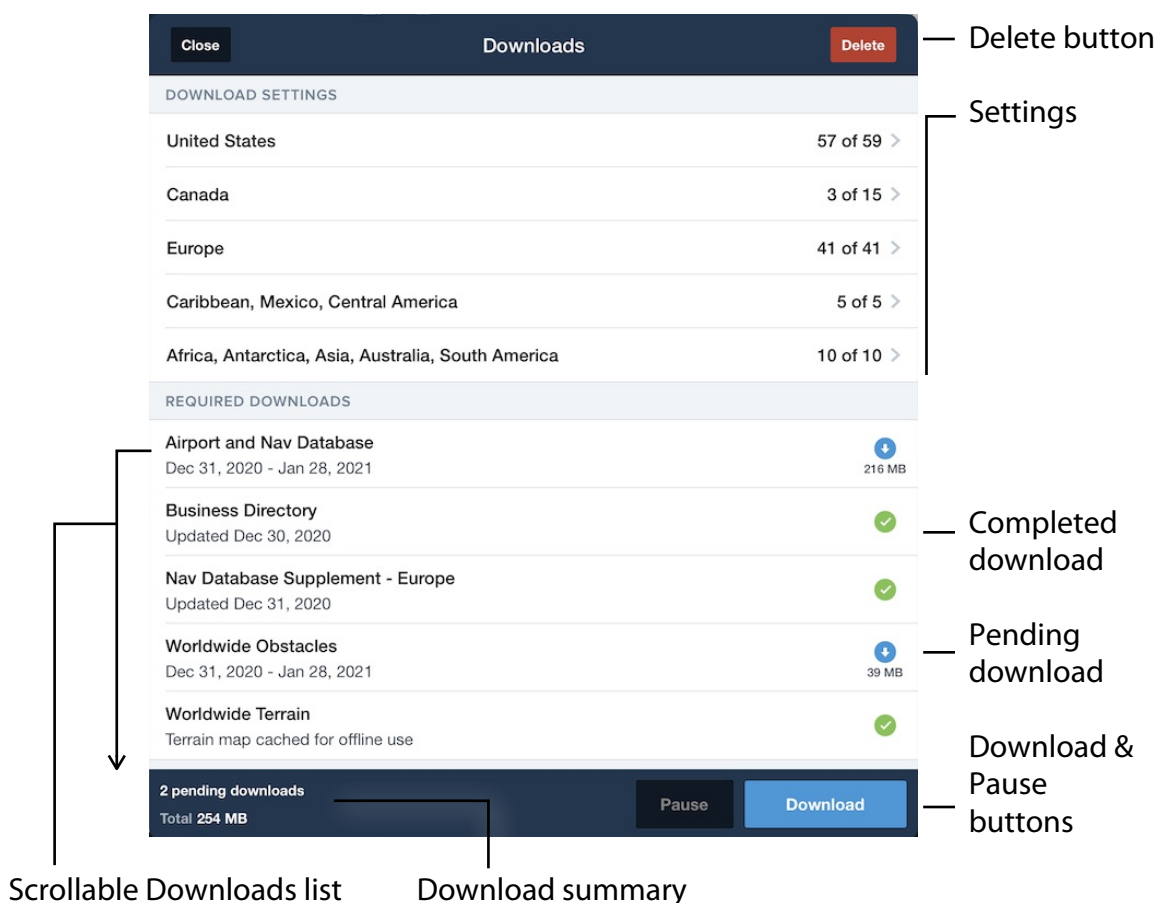 Close
Downloads
Delete
Delete button
DOWNLOAD SETTINGS
Settings
United States
57 of 59
Canada
3 of 15
Europe
41 of 41
Caribbean, Mexico, Central America
5 of 5
Africa, Antarctica, Asia, Australia, South America
10 of 10
REQUIRED DOWNLOADS
Airport and Nav Database
Dec 31, 2020 - Jan 28, 2021
216 MB
Business Directory
Updated Dec 30, 2020
Completed
download
Nav Database Supplement - Europe
Updated Dec 31, 2020
Worldwide Obstacles
Dec 31, 2020 - Jan 28, 2021
39 MB
Pending
download
Worldwide Terrain
Terrain map cached for offline use
2 pending downloads
Total 254 MB
Pause
Download
Download &
Pause
buttons
Scrollable Downloads list
Download summary